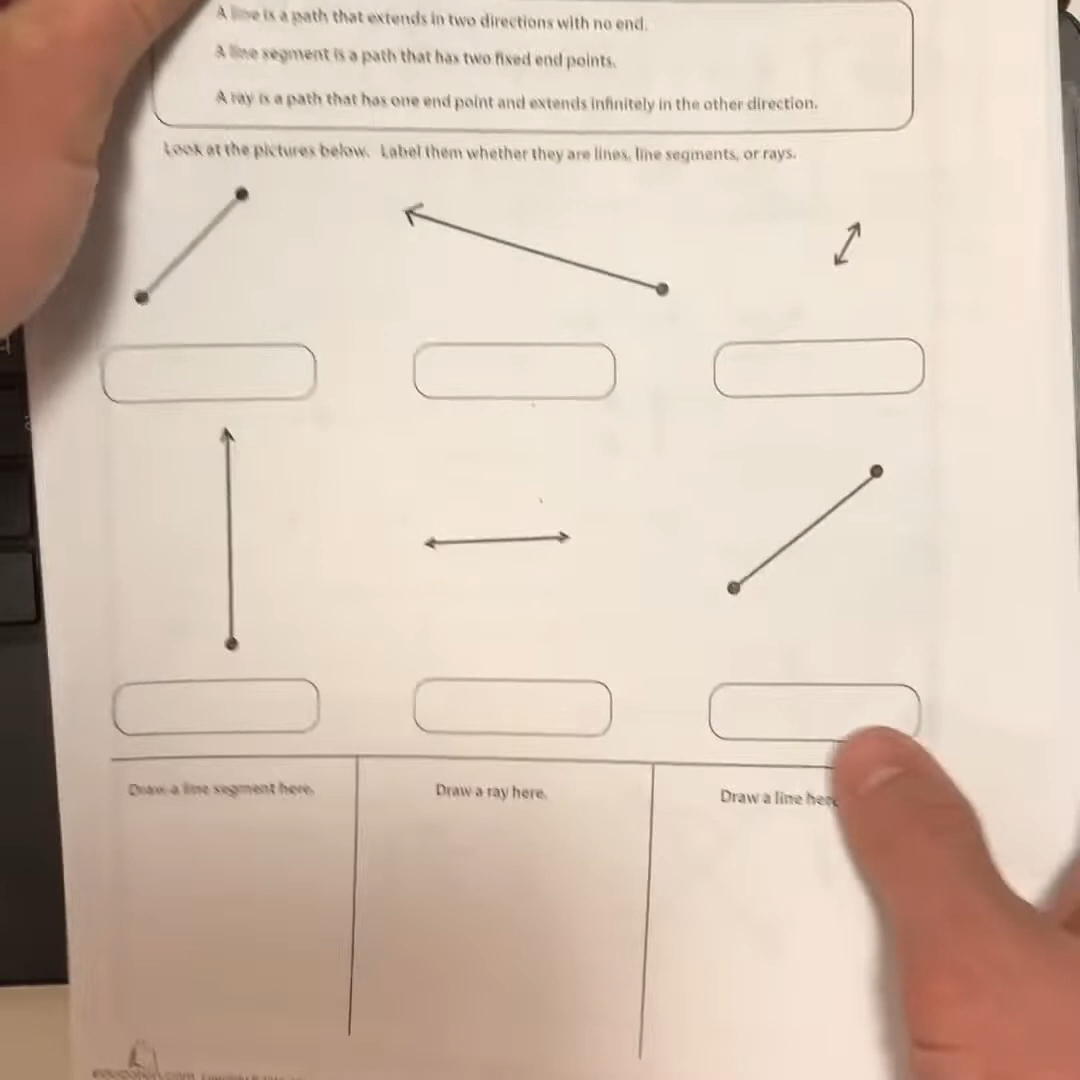 A line is a path that extends in two directions with no end.
A line segment is a path that has two fixed end points.
A ray is a path that has one end point and extends infinitely in the other direction.
Look at the pictures below. Label them whether they are lines, line segments, or rays.
Draw a line segment here.
Draw a ray here.
Draw a line here